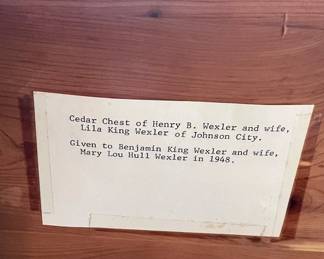 Cedar Chest of Henry B. Wexler and wife,
Lila King Wexler of Johnson City.
Given to Benjamin King Wexler and wife,
Mary Lou Hull Wexler in 1948.